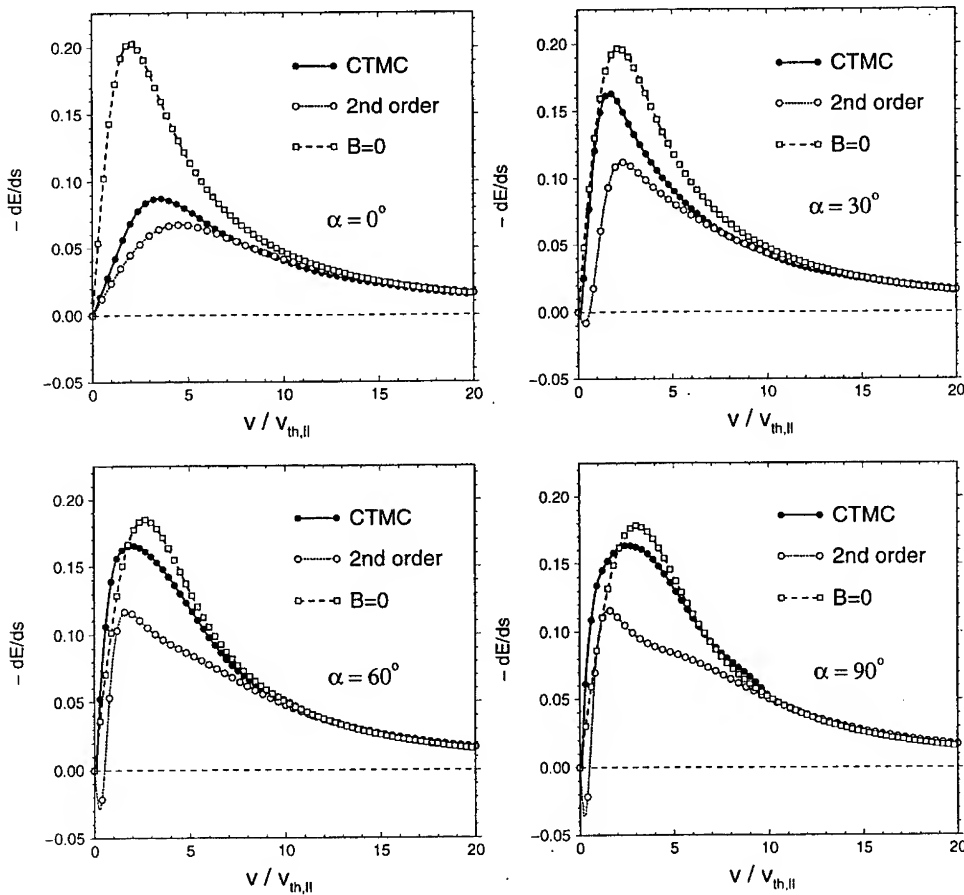 0.20
0.15
0.10
0.05
0.00
−0.05
− dE/ds
CTMC
2nd order
B=0
α = 0°
0 5 10 15 20
v / v_th,II
0.20
0.15
0.10
0.05
0.00
−0.05
− dE/ds
CTMC
2nd order
B=0
α = 30°
0 5 10 15 20
v / v_th,II
0.20
0.15
0.10
0.05
0.00
−0.05
− dE/ds
CTMC
2nd order
B=0
α = 60°
0 5 10 15 20
v / v_th,II
0.20
0.15
0.10
0.05
0.00
−0.05
− dE/ds
CTMC
2nd order
B=0
α = 90°
0 5 10 15 20
v / v_th,II